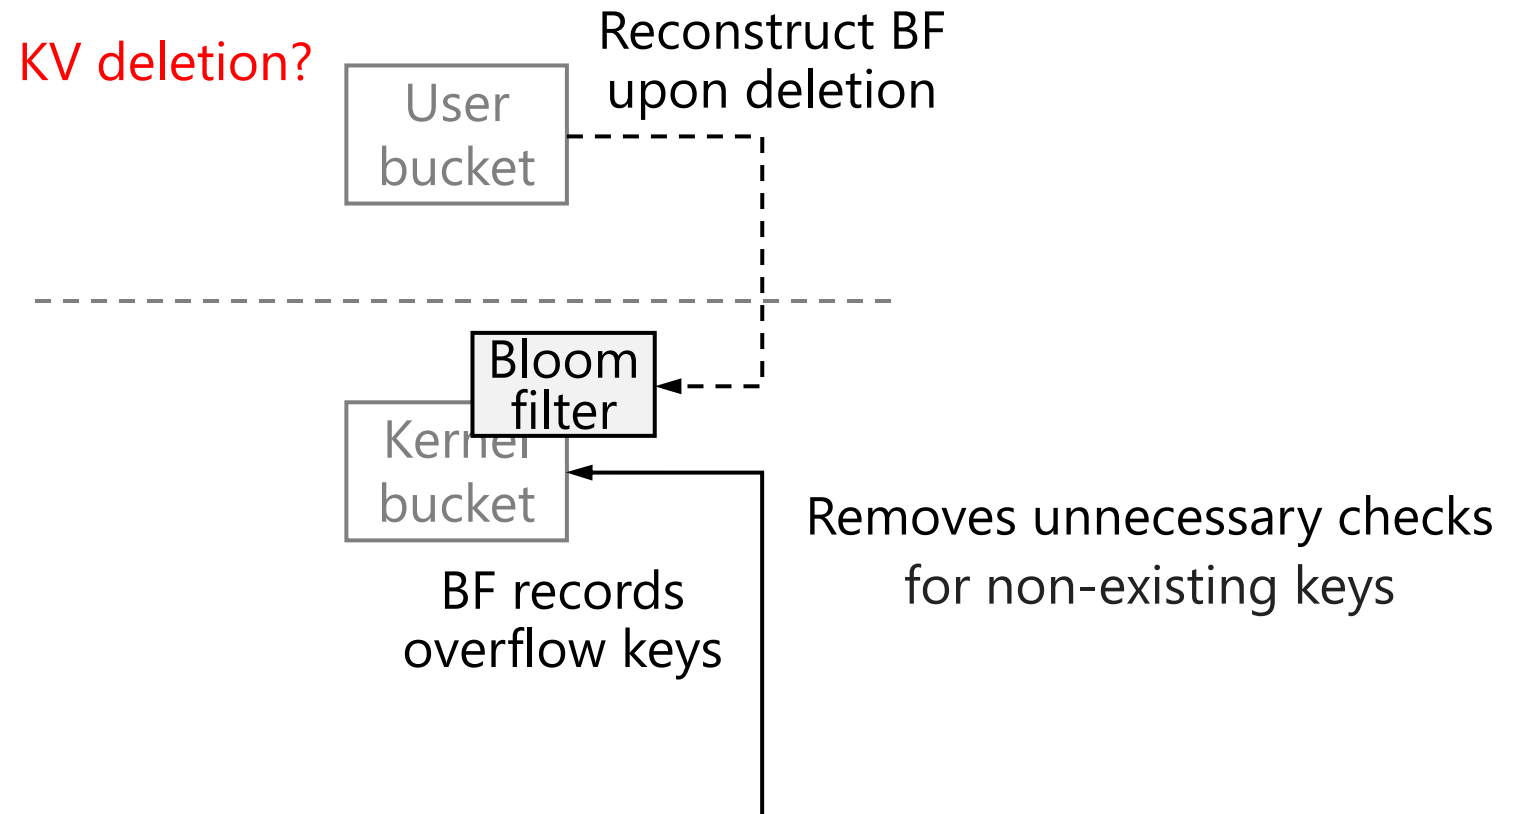 KV deletion?
Reconstruct BF
upon deletion
User
bucket
Bloom
filter
Kernel
bucket
BF records
overflow keys
Removes unnecessary checks
for non-existing keys